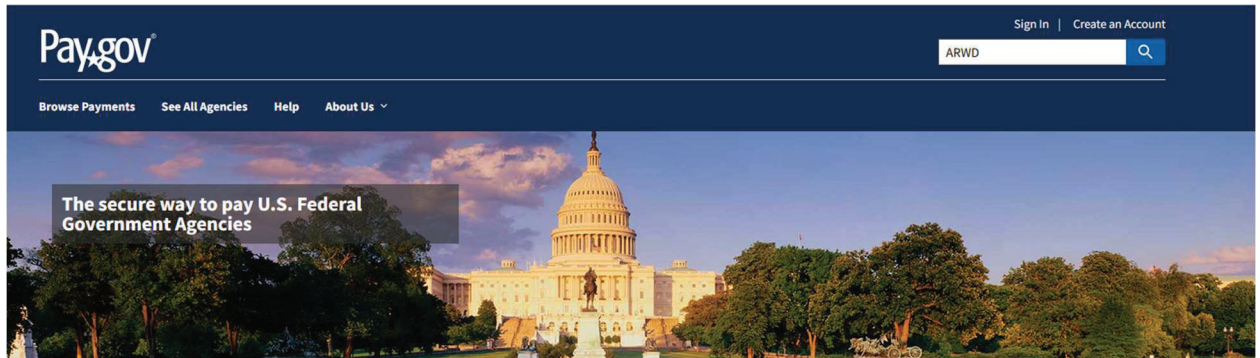 Sign In | Create an Account
Pay.gov®
ARWD
Browse Payments See All Agencies Help About Us
The secure way to pay U.S. Federal
Government Agencies